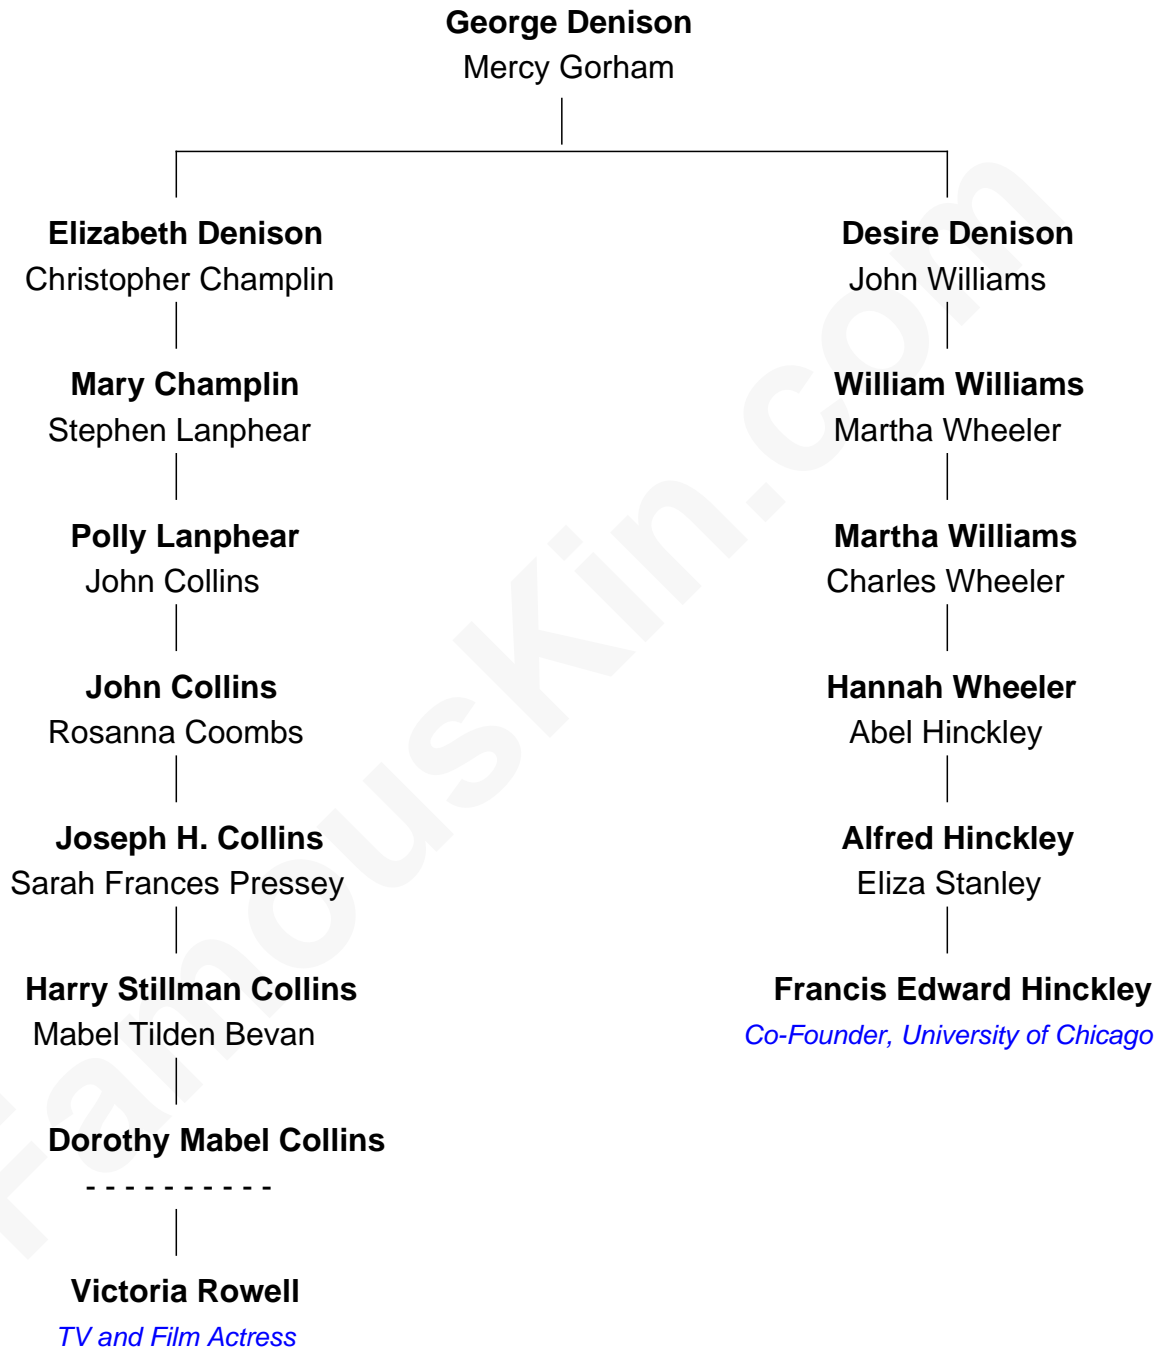 George Denison
Mercy Gorham
Elizabeth Denison
Christopher Champlin
Mary Champlin
Stephen Lanphear
Polly Lanphear
John Collins
John Collins
Rosanna Coombs
Joseph H. Collins
Sarah Frances Pressey
Harry Stillman Collins
Mabel Tilden Bevan
Dorothy Mabel Collins
- - - - - - - - - -
Victoria Rowell
TV and Film Actress
Desire Denison
John Williams
William Williams
Martha Wheeler
Martha Williams
Charles Wheeler
Hannah Wheeler
Abel Hinckley
Alfred Hinckley
Eliza Stanley
Francis Edward Hinckley
Co-Founder, University of Chicago
FamousKin.com